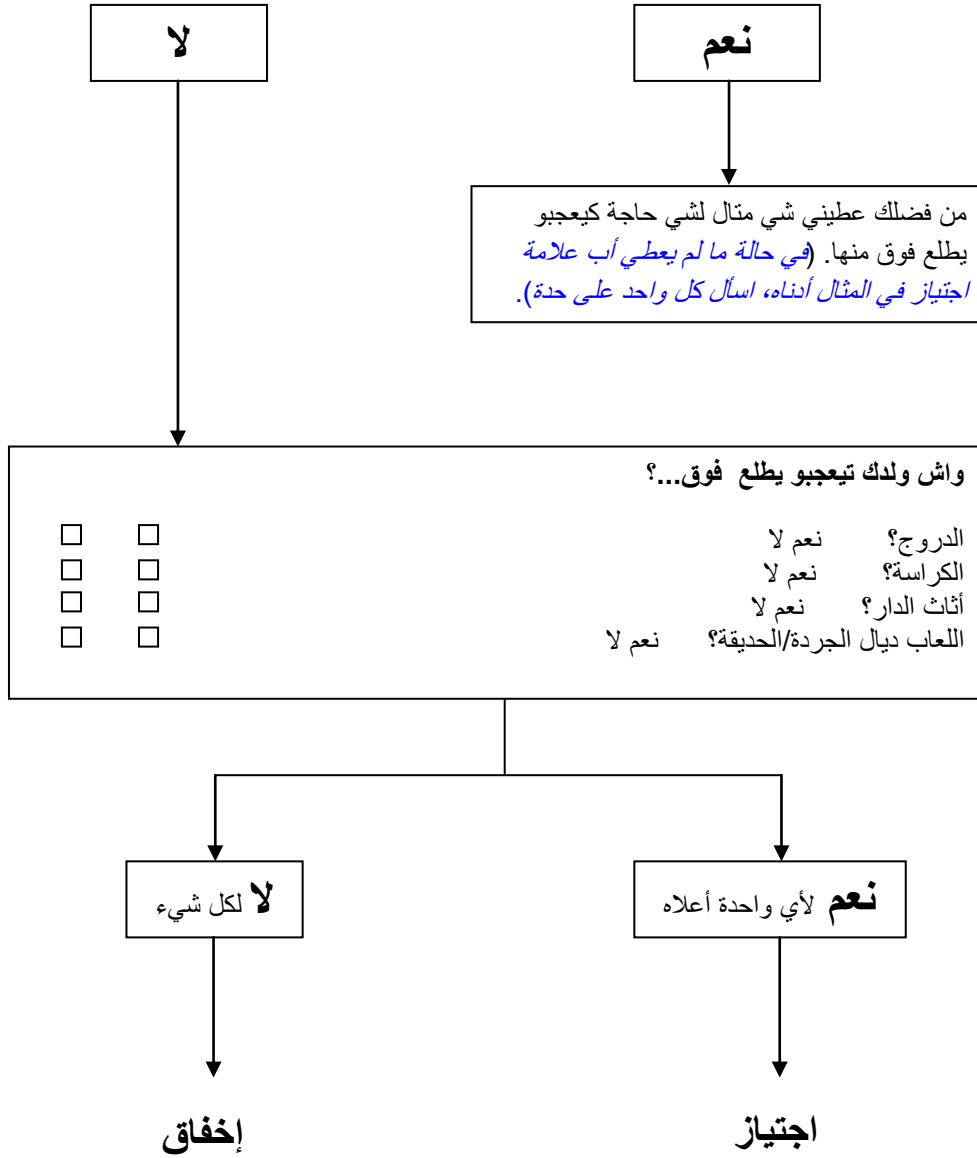 نعم
لا
من فضلك عطيني شي متال لشي حاجة كيعجبو
يطلع فوق منها. (في حالة ما لم يعطي أب علامة
اجتياز في المثال أدناه، اسأل كل واحد على حدة).
واش ولدك تيعجبو يطلع فوق...؟
الدروج؟ نعم لا □ □
الكراسة؟ نعم لا □ □
أثاث الدار؟ نعم لا □ □
اللعاب ديال الجردة/الحديقة؟ نعم لا □ □
نعم لأي واحدة أعلاه
لا لكل شيء
اجتياز
إخفاق